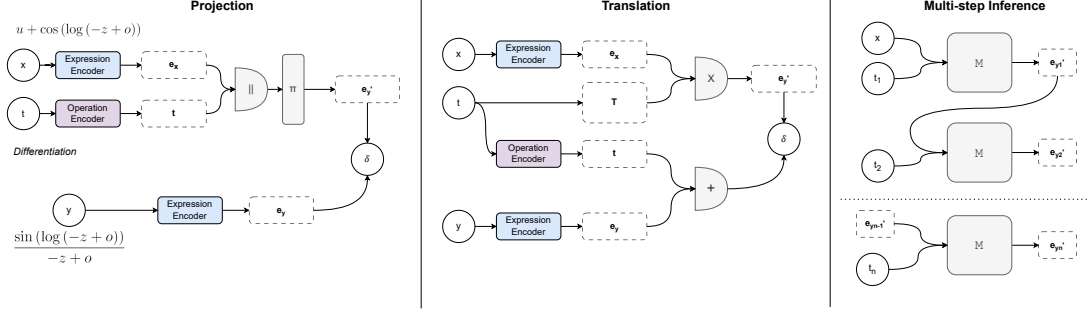 Projection
u + cos (log (−z + o))
x
Expression
Encoder
e_x
||
π
e_y'
t
Operation
Encoder
t
Differentiation
δ
y
Expression
Encoder
e_y
sin (log (−z + o))
−z + o
Translation
x
Expression
Encoder
e_x
X
e_y'
t
T
δ
Operation
Encoder
t
+
y
Expression
Encoder
e_y
Multi-step Inference
x
M
e_y1'
t_1
M
e_y2'
t_2
e_yn-1'
M
e_yn'
t_n